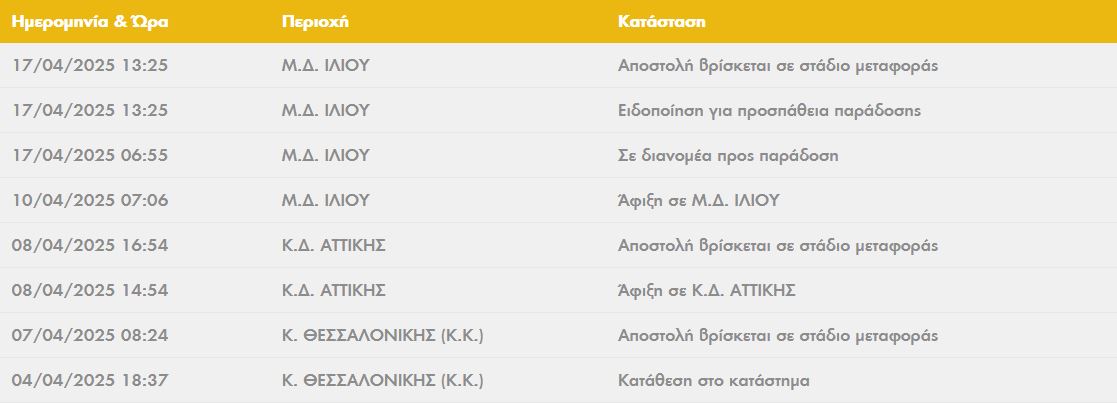 Ημερομηνία & Ώρα Περιοχή Κατάσταση
17/04/2025 13:25 Μ.Δ. ΙΛΙΟΥ Αποστολή βρίσκεται σε στάδιο μεταφοράς
17/04/2025 13:25 Μ.Δ. ΙΛΙΟΥ Ειδοποίηση για προσπάθεια παράδοσης
17/04/2025 06:55 Μ.Δ. ΙΛΙΟΥ Σε διανομέα προς παράδοση
10/04/2025 07:06 Μ.Δ. ΙΛΙΟΥ Άφιξη σε Μ.Δ. ΙΛΙΟΥ
08/04/2025 16:54 Κ.Δ. ΑΤΤΙΚΗΣ Αποστολή βρίσκεται σε στάδιο μεταφοράς
08/04/2025 14:54 Κ.Δ. ΑΤΤΙΚΗΣ Άφιξη σε Κ.Δ. ΑΤΤΙΚΗΣ
07/04/2025 08:24 Κ. ΘΕΣΣΑΛΟΝΙΚΗΣ (Κ.Κ.) Αποστολή βρίσκεται σε στάδιο μεταφοράς
04/04/2025 18:37 Κ. ΘΕΣΣΑΛΟΝΙΚΗΣ (Κ.Κ.) Κατάθεση στο κατάστημα